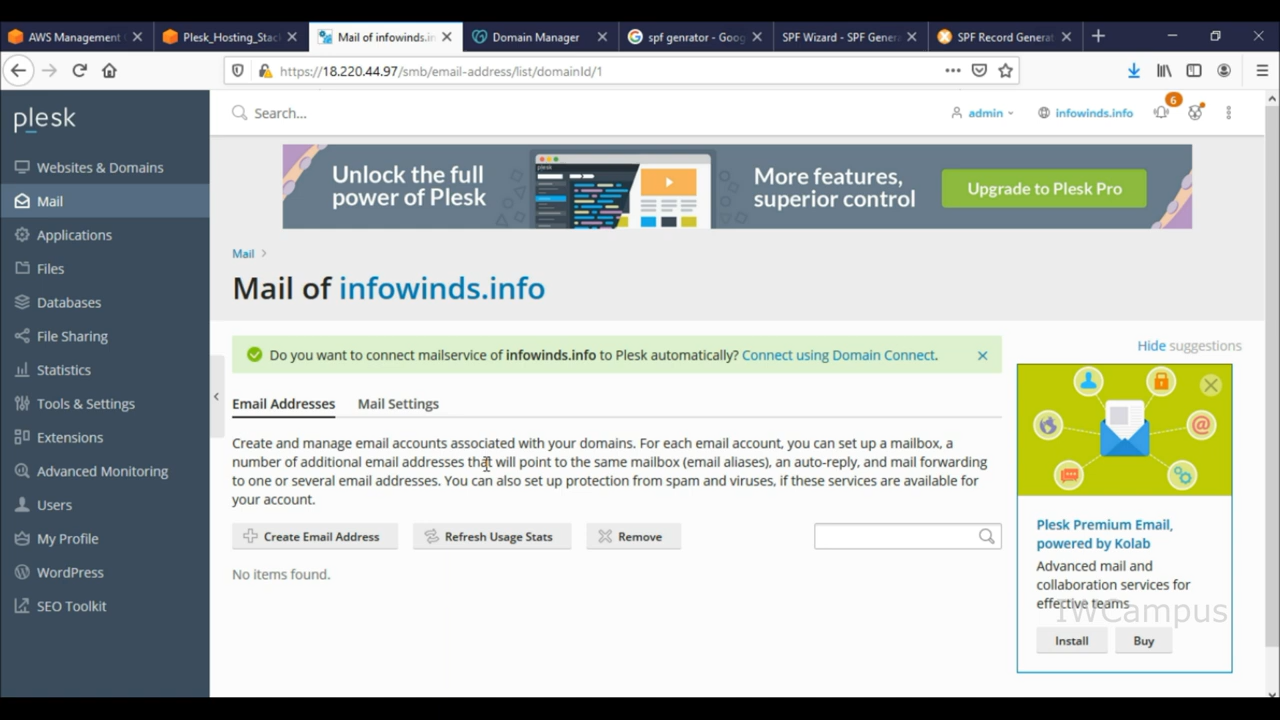 AWS Management
Plesk_Hosting_Stac
Mail of infowinds.in
Domain Manager
spf genrator - Goog
SPF Wizard - SPF Gener
SPF Record Generat
https://18.220.44.97/smb/email-address/list/domainId/1
plesk
Search...
admin
infowinds.info
6
Websites & Domains
Mail
Applications
Files
Databases
File Sharing
Statistics
Tools & Settings
Extensions
Advanced Monitoring
Users
My Profile
WordPress
SEO Toolkit
Unlock the full
power of Plesk
plesk
More features,
superior control
Upgrade to Plesk Pro
Mail >
Mail of infowinds.info
Do you want to connect mailservice of infowinds.info to Plesk automatically? Connect using Domain Connect.
Hide suggestions
Email Addresses
Mail Settings
Create and manage email accounts associated with your domains. For each email account, you can set up a mailbox, a
number of additional email addresses that will point to the same mailbox (email aliases), an auto-reply, and mail forwarding
to one or several email addresses. You can also set up protection from spam and viruses, if these services are available for
your account.
Create Email Address
Refresh Usage Stats
Remove
No items found.
Plesk Premium Email,
powered by Kolab
Advanced mail and
collaboration services for
effective teams
IWCampus
Install
Buy